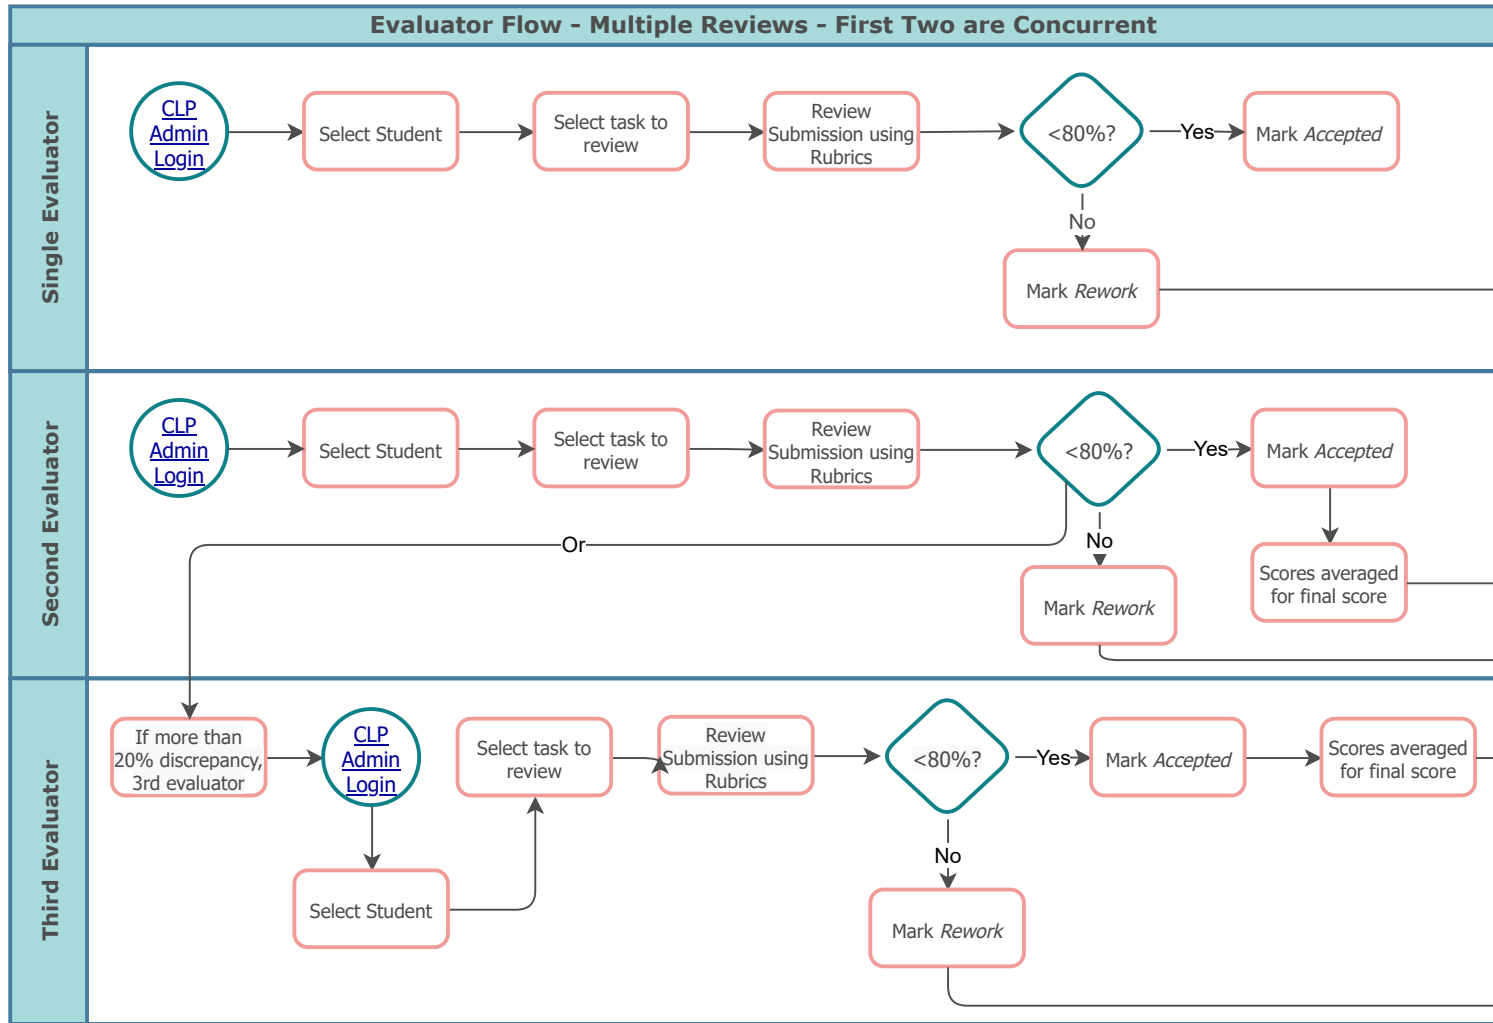 Evaluator Flow - Multiple Reviews - First Two are Concurrent
Single Evaluator
CLP
Admin
Login
Select Student
Select task to
review
Review
Submission using
Rubrics
<80%?
Yes
Mark Accepted
No
Mark Rework
Second Evaluator
CLP
Admin
Login
Select Student
Select task to
review
Review
Submission using
Rubrics
<80%?
Yes
Mark Accepted
Or
No
Mark Rework
Scores averaged
for final score
Third Evaluator
If more than
20% discrepancy,
3rd evaluator
CLP
Admin
Login
Select Student
Select task to
review
Review
Submission using
Rubrics
<80%?
Yes
Mark Accepted
Scores averaged
for final score
No
Mark Rework